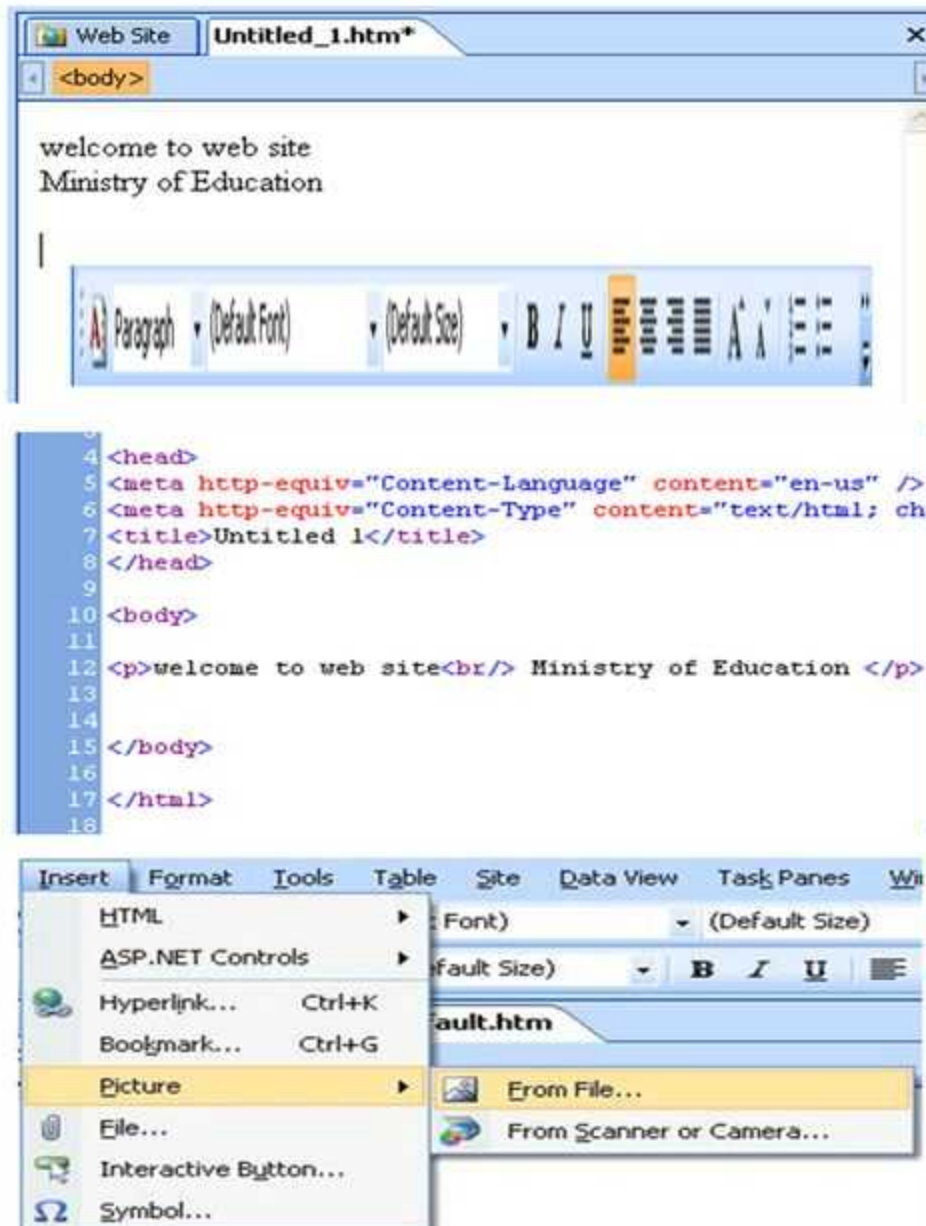 Web Site Untitled_1.htm*
<body>
welcome to web site
Ministry of Education
Paragraph (Default Font) (Default Size) B I U
4 <head>
5 <meta http-equiv="Content-Language" content="en-us" />
6 <meta http-equiv="Content-Type" content="text/html; ch
7 <title>Untitled 1</title>
8 </head>
9
10 <body>
11
12 <p>welcome to web site<br/> Ministry of Education </p>
13
14
15 </body>
16
17 </html>
18
Insert Format Tools Table Site Data View Task Panes Wi
HTML Font) (Default Size)
ASP.NET Controls fault Size) B I U
Hyperlink... Ctrl+K ault.htm
Bookmark... Ctrl+G
Picture From File...
File... From Scanner or Camera...
Interactive Button...
Symbol...